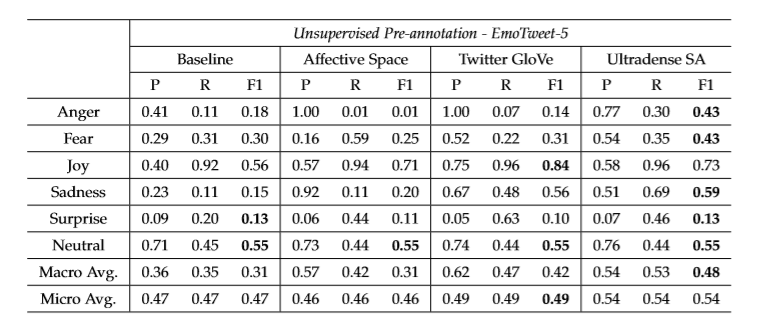 Unsupervised Pre-annotation - EmoTweet-5
Baseline Affective Space Twitter GloVe Ultradense SA
P R F1 P R F1 P R F1 P R F1
Anger 0.41 0.11 0.18 1.00 0.01 0.01 1.00 0.07 0.14 0.77 0.30 0.43
Fear 0.29 0.31 0.30 0.16 0.59 0.25 0.52 0.22 0.31 0.54 0.35 0.43
Joy 0.40 0.92 0.56 0.57 0.94 0.71 0.75 0.96 0.84 0.58 0.96 0.73
Sadness 0.23 0.11 0.15 0.92 0.11 0.20 0.67 0.48 0.56 0.51 0.69 0.59
Surprise 0.09 0.20 0.13 0.06 0.44 0.11 0.05 0.63 0.10 0.07 0.46 0.13
Neutral 0.71 0.45 0.55 0.73 0.44 0.55 0.74 0.44 0.55 0.76 0.44 0.55
Macro Avg. 0.36 0.35 0.31 0.57 0.42 0.31 0.62 0.47 0.42 0.54 0.53 0.48
Micro Avg. 0.47 0.47 0.47 0.46 0.46 0.46 0.49 0.49 0.49 0.54 0.54 0.54